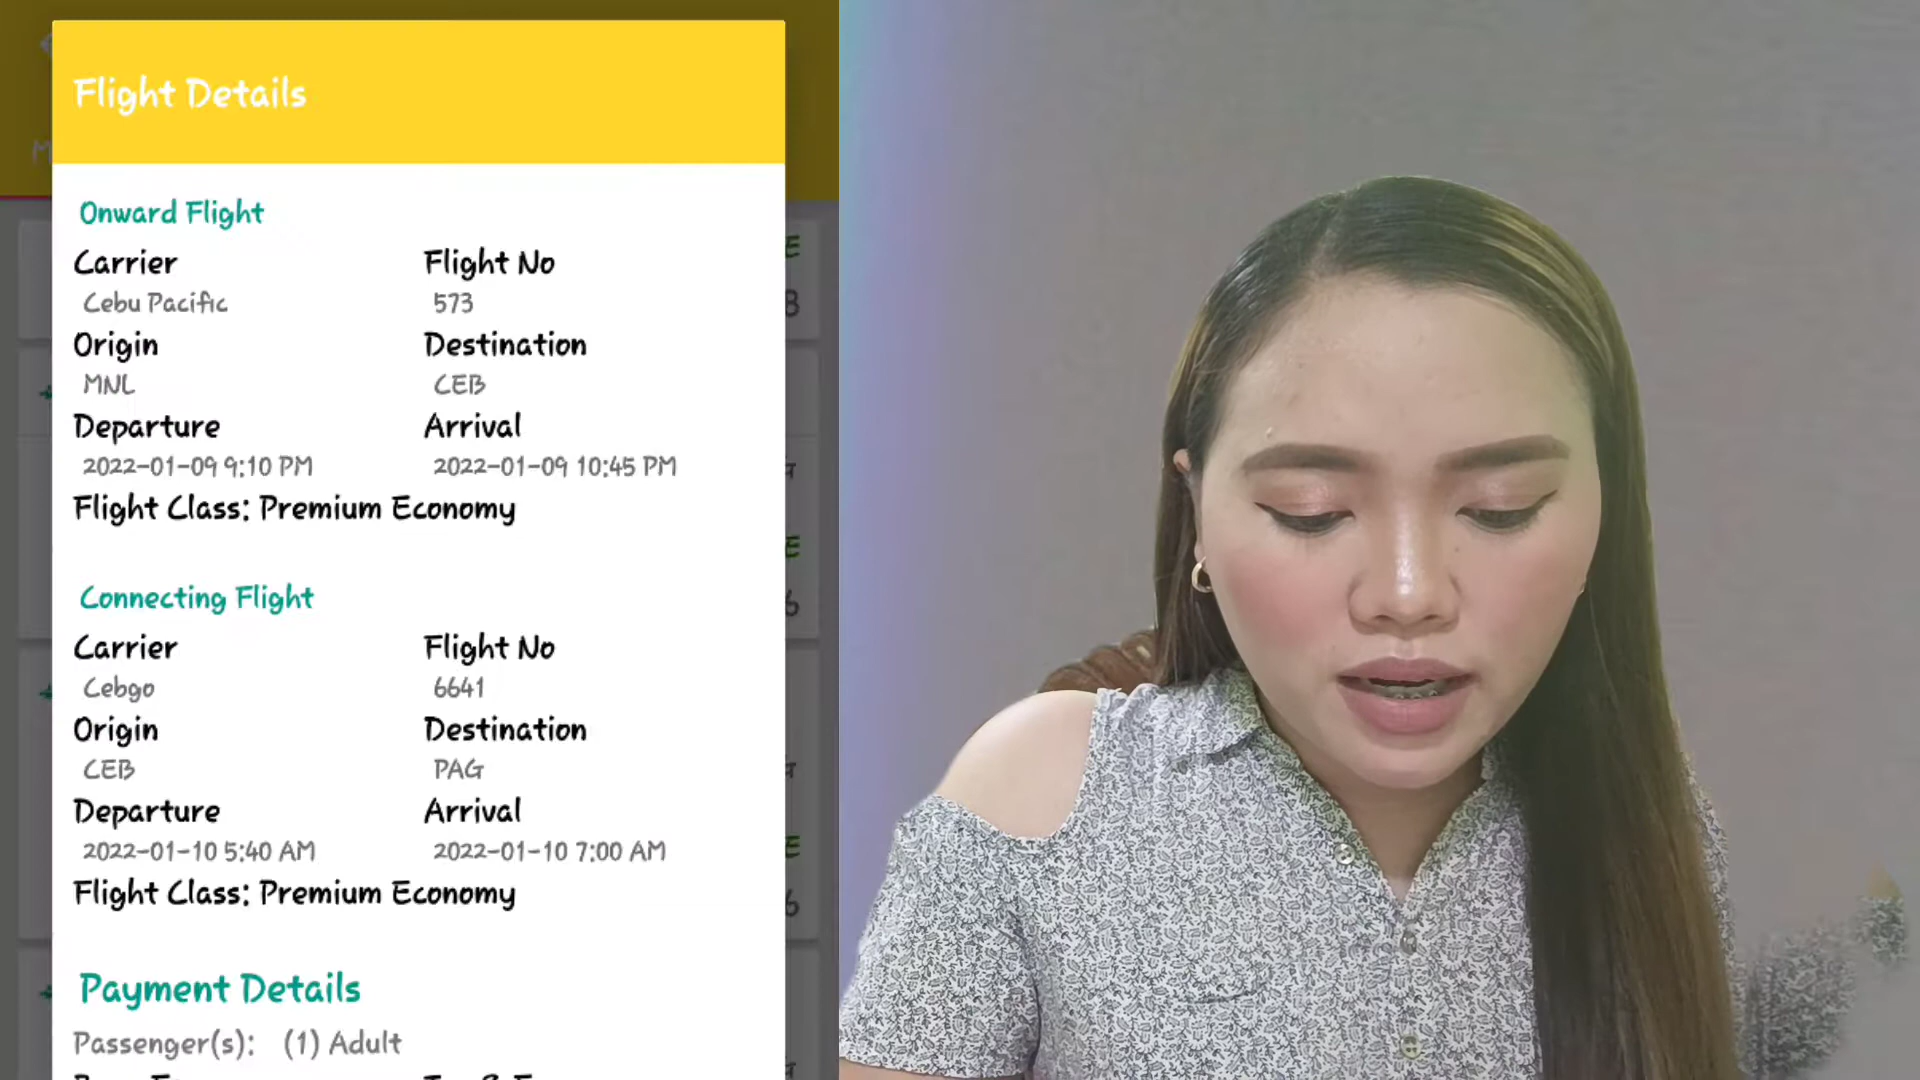 Flight Details
Onward Flight
Carrier Flight No
Cebu Pacific 573
Origin Destination
MNL CEB
Departure Arrival
2022-01-09 9:10 PM 2022-01-09 10:45 PM
Flight Class: Premium Economy
Connecting Flight
Carrier Flight No
Cebgo 6641
Origin Destination
CEB PAG
Departure Arrival
2022-01-10 5:40 AM 2022-01-10 7:00 AM
Flight Class: Premium Economy
Payment Details
Passenger(s): (1) Adult